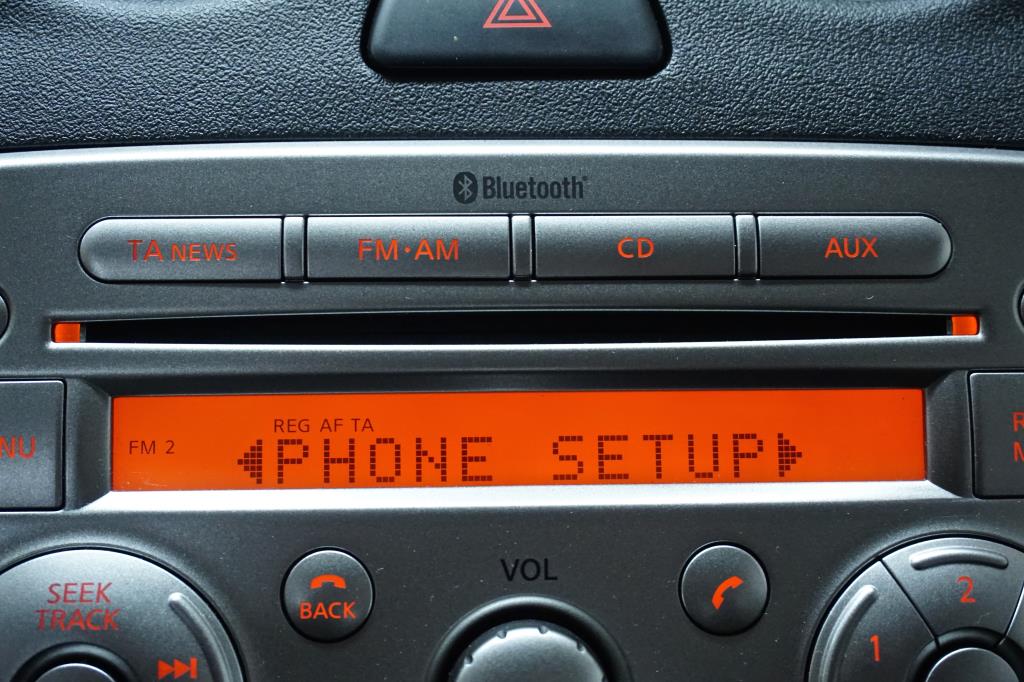 Bluetooth®
TA NEWS
FM•AM
CD
AUX
REG AF TA
FM 2
PHONE SETUP
SEEK
TRACK
BACK
VOL
1
2